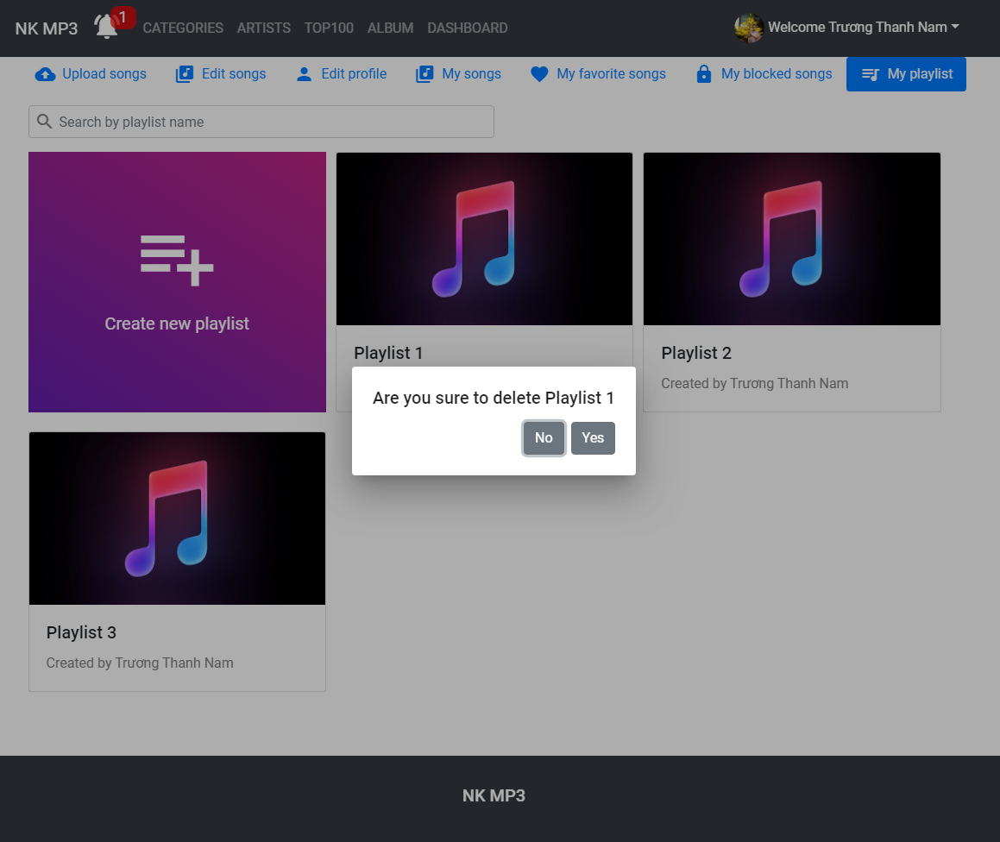 NK MP3
1
CATEGORIES ARTISTS TOP100 ALBUM DASHBOARD
Welcome Trương Thanh Nam
Upload songs Edit songs Edit profile My songs My favorite songs My blocked songs My playlist
Search by playlist name
Create new playlist
Playlist 1
Playlist 2
Created by Trương Thanh Nam
Are you sure to delete Playlist 1
No Yes
Playlist 3
Created by Trương Thanh Nam
NK MP3